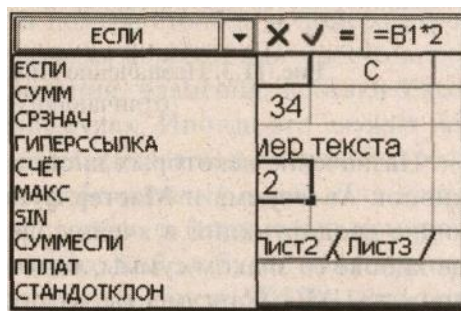 ЕСЛИ = =B1*2
ЕСЛИ
СУММ
СРЗНАЧ
ГИПЕРССЫЛКА
СЧЁТ
МАКС
SIN
СУММЕСЛИ
ППЛАТ
СТАНДОТКЛОН
C
34
мер текста
2
Лист2 / Лист3 /